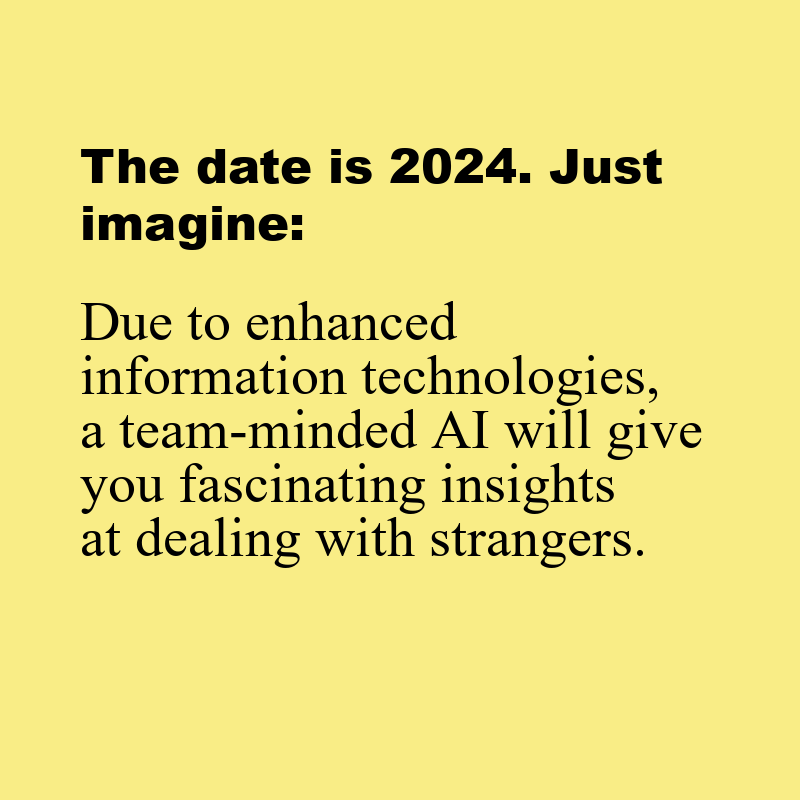 The date is 2024. Just
imagine:
Due to enhanced
information technologies,
a team-minded AI will give
you fascinating insights
at dealing with strangers.